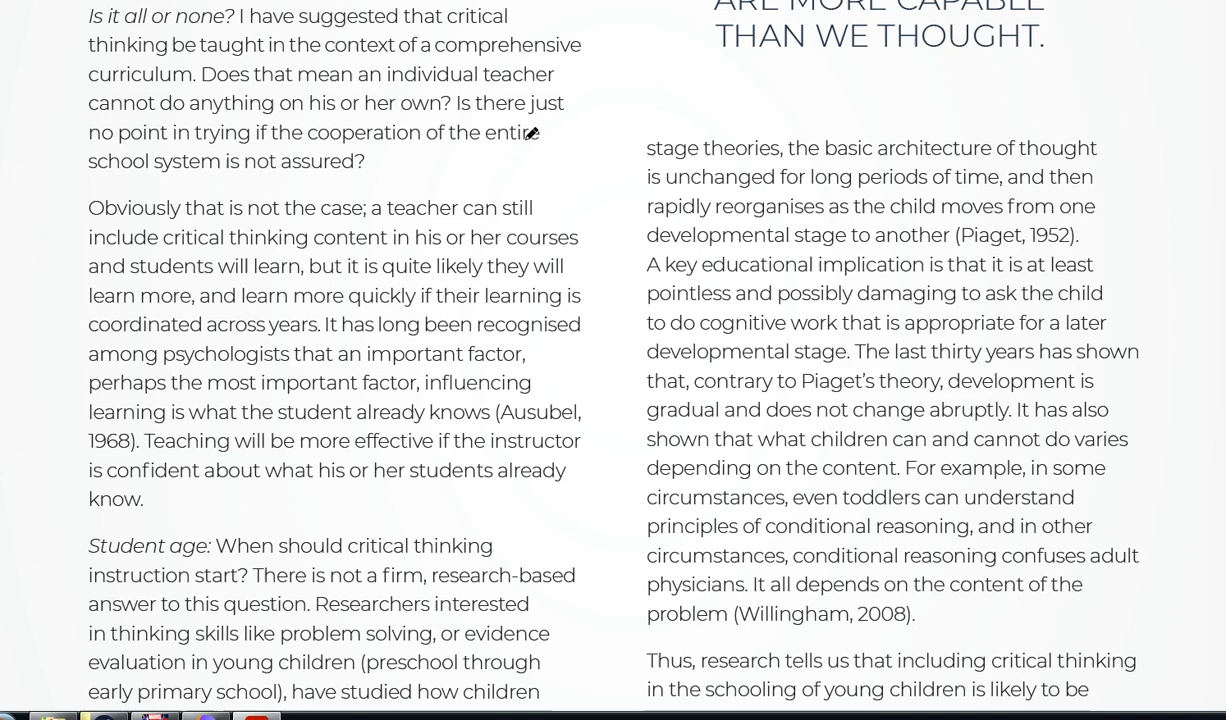 Is it all or none? I have suggested that critical
thinking be taught in the context of a comprehensive
curriculum. Does that mean an individual teacher
cannot do anything on his or her own? Is there just
no point in trying if the cooperation of the entire
school system is not assured?
Obviously that is not the case; a teacher can still
include critical thinking content in his or her courses
and students will learn, but it is quite likely they will
learn more, and learn more quickly if their learning is
coordinated across years. It has long been recognised
among psychologists that an important factor,
perhaps the most important factor, influencing
learning is what the student already knows (Ausubel,
1968). Teaching will be more effective if the instructor
is confident about what his or her students already
know.
Student age: When should critical thinking
instruction start? There is not a firm, research-based
answer to this question. Researchers interested
in thinking skills like problem solving, or evidence
evaluation in young children (preschool through
early primary school), have studied how children
ARE MORE CAPABLE
THAN WE THOUGHT.
stage theories, the basic architecture of thought
is unchanged for long periods of time, and then
rapidly reorganises as the child moves from one
developmental stage to another (Piaget, 1952).
A key educational implication is that it is at least
pointless and possibly damaging to ask the child
to do cognitive work that is appropriate for a later
developmental stage. The last thirty years has shown
that, contrary to Piaget’s theory, development is
gradual and does not change abruptly. It has also
shown that what children can and cannot do varies
depending on the content. For example, in some
circumstances, even toddlers can understand
principles of conditional reasoning, and in other
circumstances, conditional reasoning confuses adult
physicians. It all depends on the content of the
problem (Willingham, 2008).
Thus, research tells us that including critical thinking
in the schooling of young children is likely to be